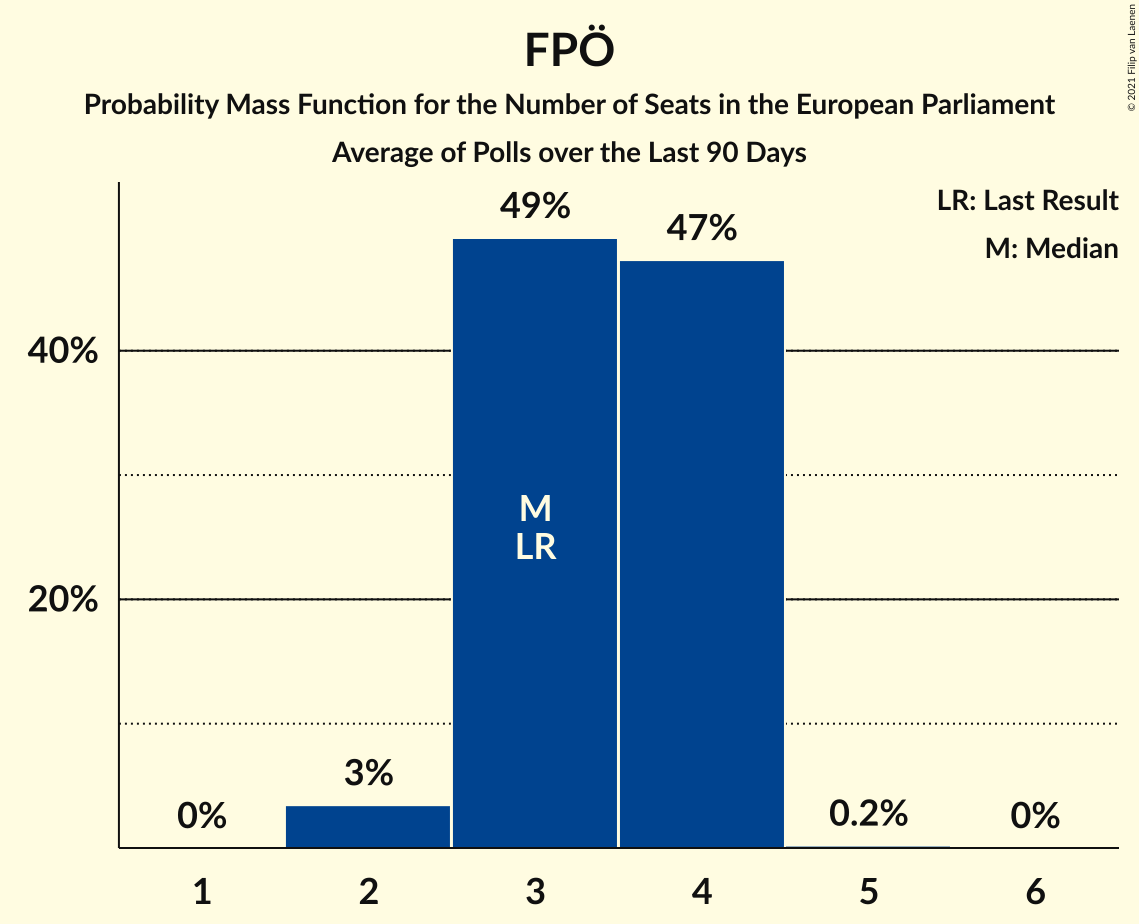 FPÖ
Probability Mass Function for the Number of Seats in the European Parliament
Average of Polls over the Last 90 Days
© 2021 Filip van Laenen
LR: Last Result
M: Median
49%
47%
40%
M
LR
20%
3%
0%
0.2%
0%
1 2 3 4 5 6